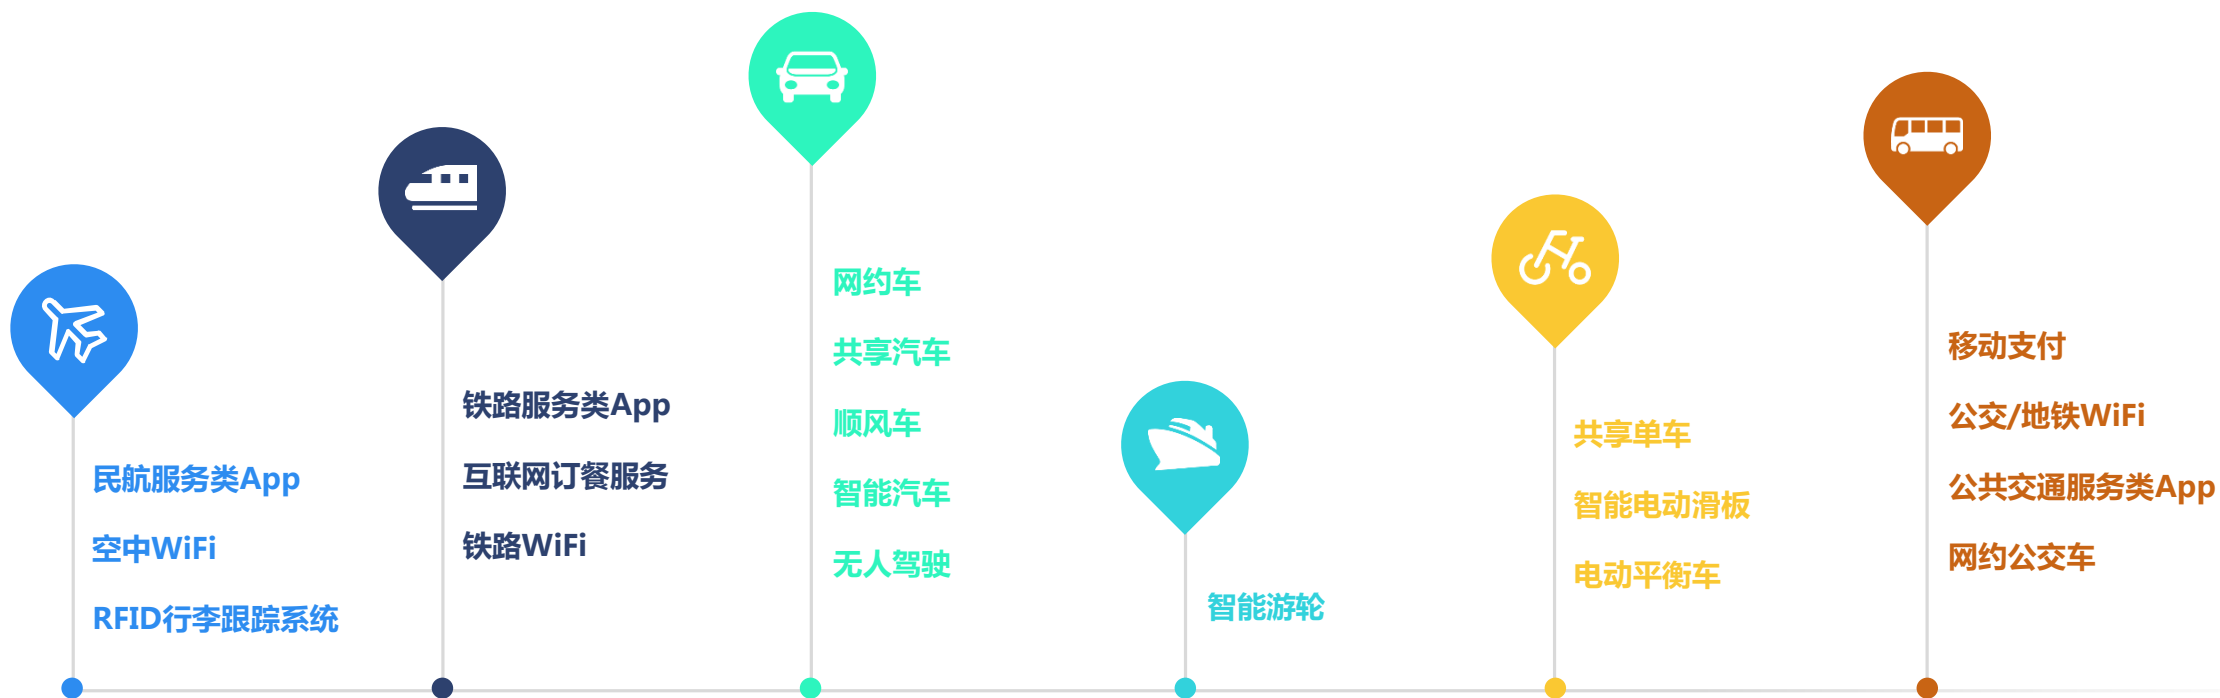 民航服务类App
空中WiFi
RFID行李跟踪系统
铁路服务类App
互联网订餐服务
铁路WiFi
网约车
共享汽车
顺风车
智能汽车
无人驾驶
智能游轮
共享单车
智能电动滑板
电动平衡车
移动支付
公交/地铁WiFi
公共交通服务类App
网约公交车